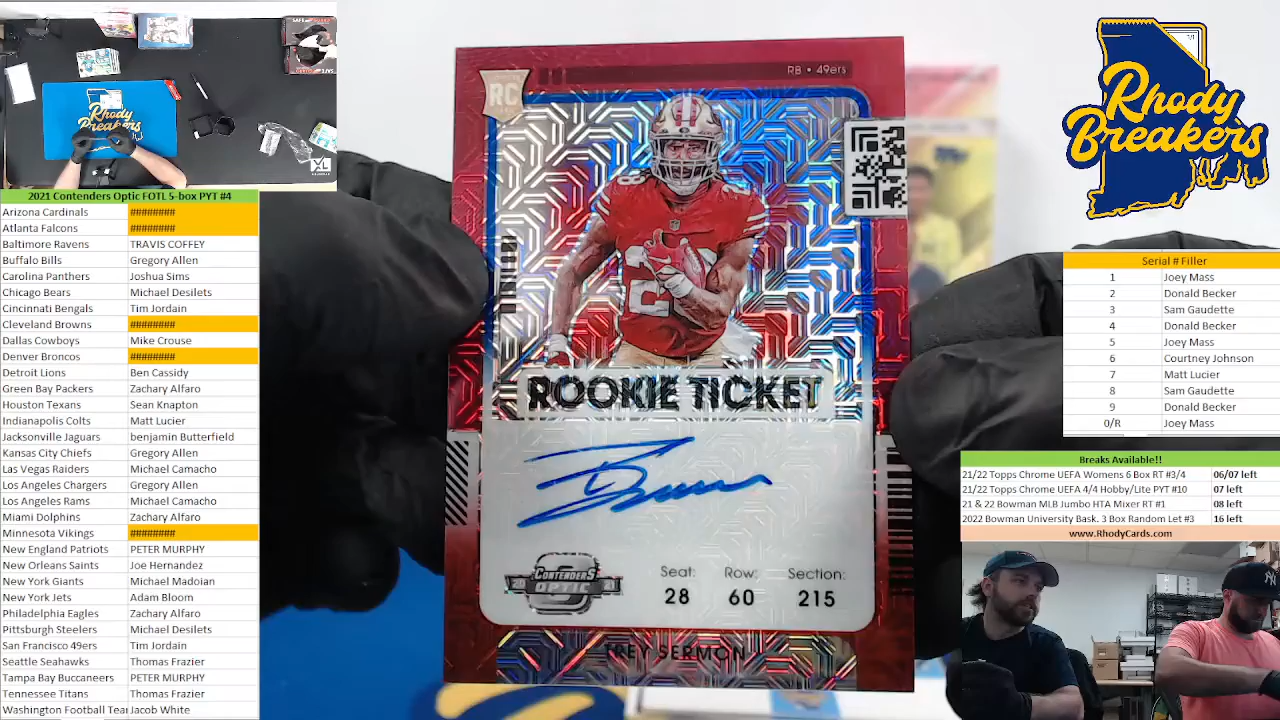 Rhody
Breakers
2021 Contenders Optic FOTL 5-box PYT #4
Arizona Cardinals ########
Atlanta Falcons ########
Baltimore Ravens TRAVIS COFFEY
Buffalo Bills Gregory Allen
Carolina Panthers Joshua Sims
Chicago Bears Michael Desilets
Cincinnati Bengals Tim Jordain
Cleveland Browns ########
Dallas Cowboys Mike Crouse
Denver Broncos ########
Detroit Lions Ben Cassidy
Green Bay Packers Zachary Alfaro
Houston Texans Sean Knapton
Indianapolis Colts Matt Lucier
Jacksonville Jaguars benjamin Butterfield
Kansas City Chiefs Gregory Allen
Las Vegas Raiders Michael Camacho
Los Angeles Chargers Gregory Allen
Los Angeles Rams Michael Camacho
Miami Dolphins Zachary Alfaro
Minnesota Vikings ########
New England Patriots PETER MURPHY
New Orleans Saints Joe Hernandez
New York Giants Michael Madoian
New York Jets Adam Bloom
Philadelphia Eagles Zachary Alfaro
Pittsburgh Steelers Michael Desilets
San Francisco 49ers Tim Jordain
Seattle Seahawks Thomas Frazier
Tampa Bay Buccaneers PETER MURPHY
Tennessee Titans Thomas Frazier
Washington Football Tea Jacob White
RC
RB • 49ers
ROOKIE TICKET
CONTENDERS
OPTIC
20 21
Seat: Row: Section:
28 60 215
TREY SERMON
1/1
Rhody
Breakers
Serial # Filler
1 Joey Mass
2 Donald Becker
3 Sam Gaudette
4 Donald Becker
5 Joey Mass
6 Courtney Johnson
7 Matt Lucier
8 Sam Gaudette
9 Donald Becker
0/R Joey Mass
Breaks Available!!
21/22 Topps Chrome UEFA Womens 6 Box RT #3/4 06/07 left
21/22 Topps Chrome UEFA 4/4 Hobby/Lite PYT #10 07 left
21 & 22 Bowman MLB Jumbo HTA Mixer RT #1 08 left
2022 Bowman University Bask. 3 Box Random Let #3 16 left
www.RhodyCards.com